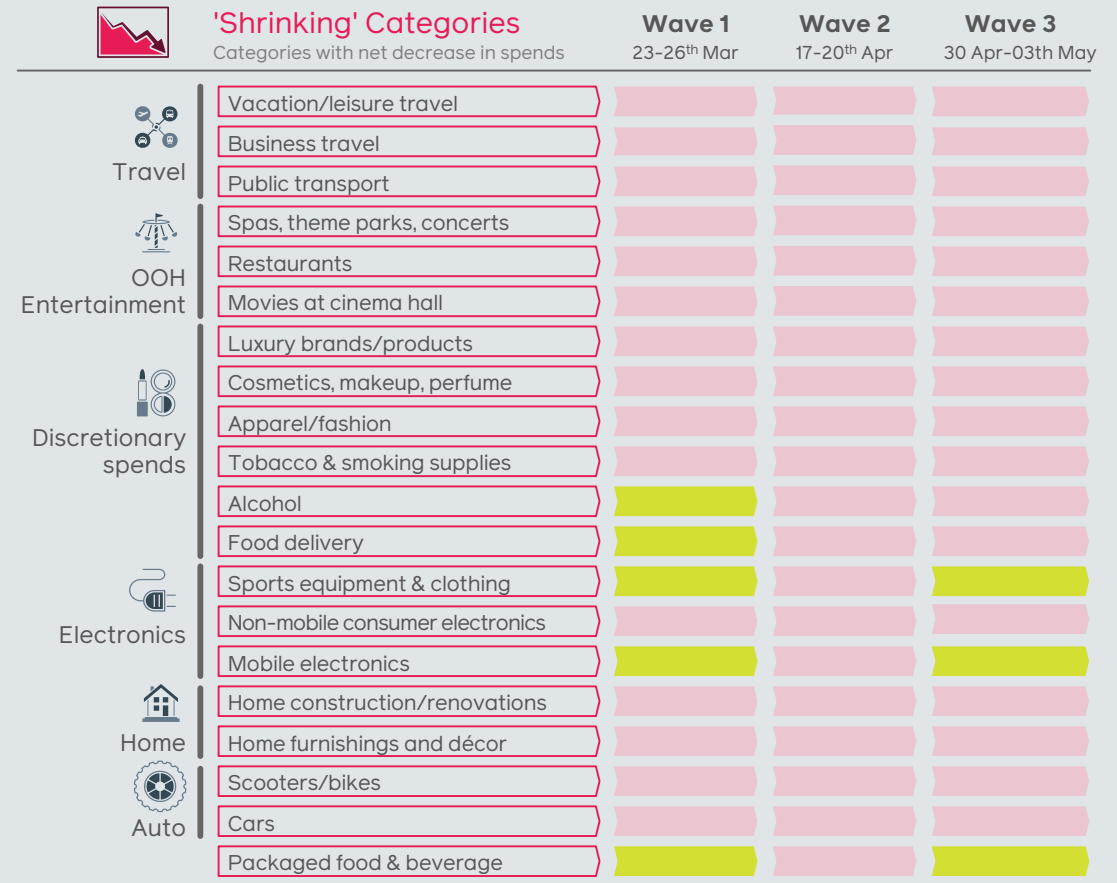 'Shrinking' Categories
Categories with net decrease in spends
Wave 1
23-26th Mar
Wave 2
17-20th Apr
Wave 3
30 Apr-03th May
Travel
Vacation/leisure travel
Business travel
Public transport
OOH
Entertainment
Spas, theme parks, concerts
Restaurants
Movies at cinema hall
Discretionary
spends
Luxury brands/products
Cosmetics, makeup, perfume
Apparel/fashion
Tobacco & smoking supplies
Alcohol
Food delivery
Electronics
Sports equipment & clothing
Non-mobile consumer electronics
Mobile electronics
Home
Home construction/renovations
Home furnishings and décor
Auto
Scooters/bikes
Cars
Packaged food & beverage